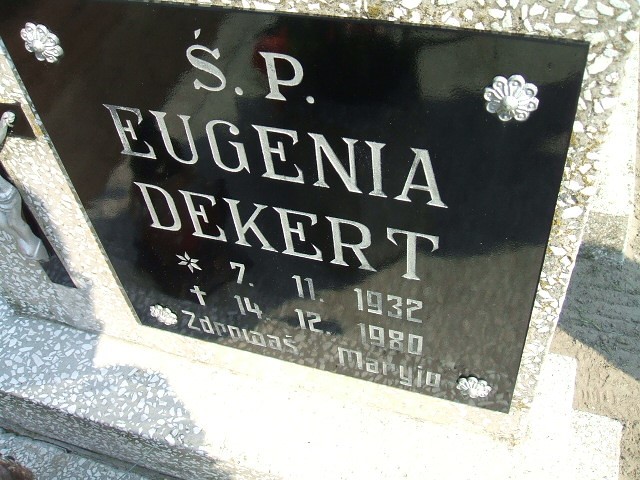 Ś. P.
EUGENIA
DEKERT
* 7. 11. 1932
✝ 14. 12. 1980
Zdrowaś Maryjo